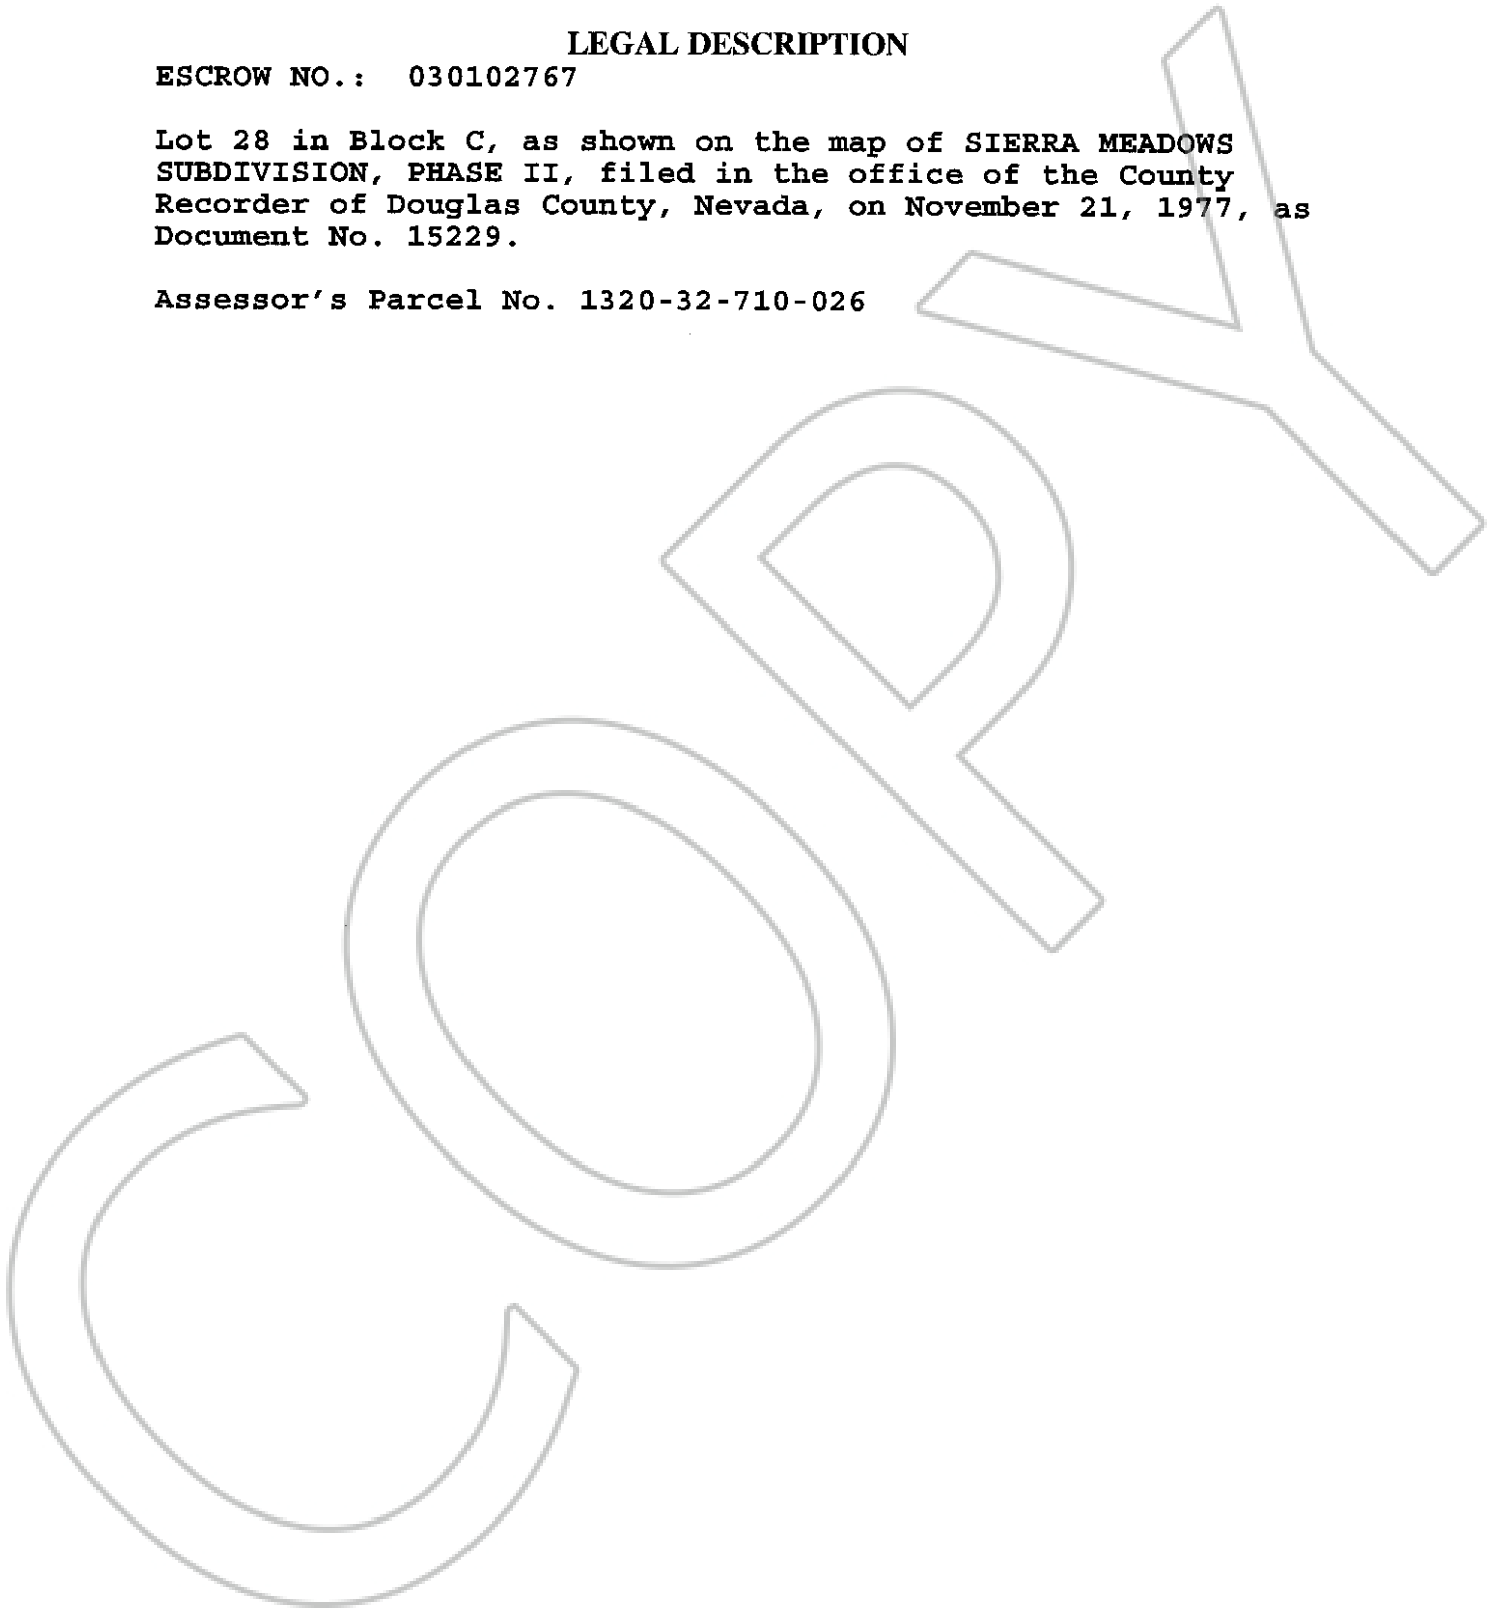 LEGAL DESCRIPTION
ESCROW NO.: 030102767
Lot 28 in Block C, as shown on the map of SIERRA MEADOWS
SUBDIVISION, PHASE II, filed in the office of the County
Recorder of Douglas County, Nevada, on November 21, 1977, as
Document No. 15229.
Assessor's Parcel No. 1320-32-710-026
COPY